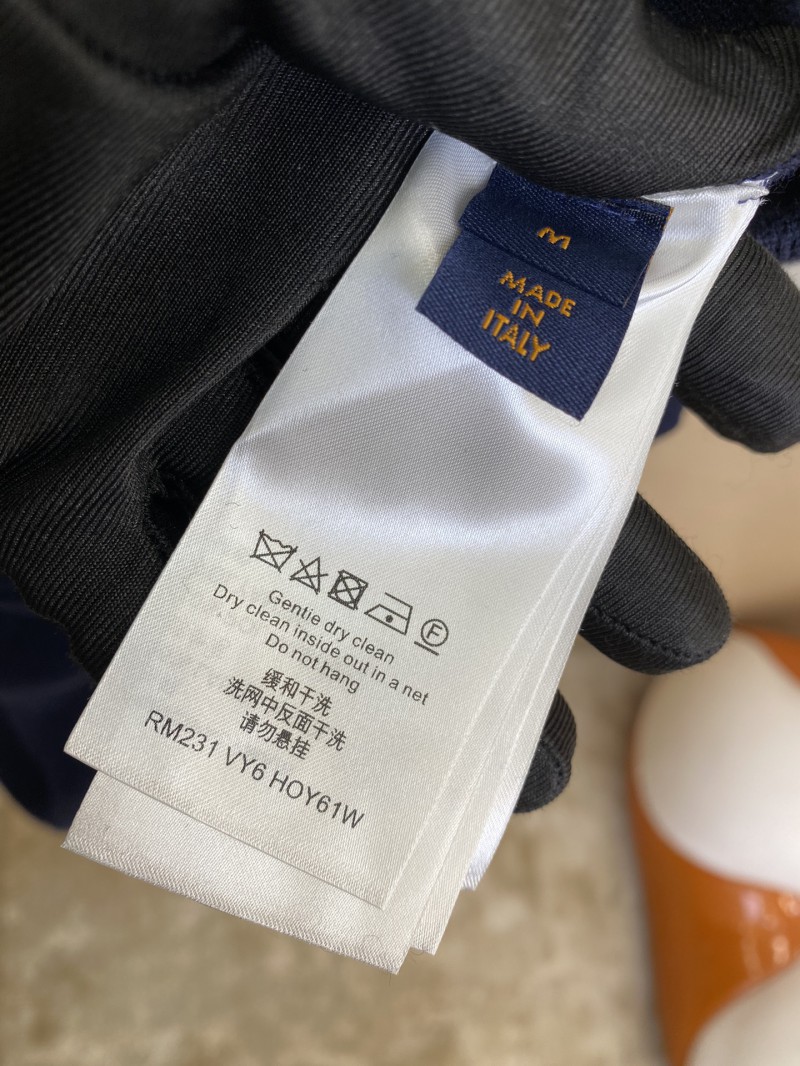 M
MADE
IN
ITALY
F
Gentie dry clean
Dry clean inside out in a net
Do not hang
缓和干洗
洗网中反面干洗
请勿悬挂
RM231 VY6 HOY61W